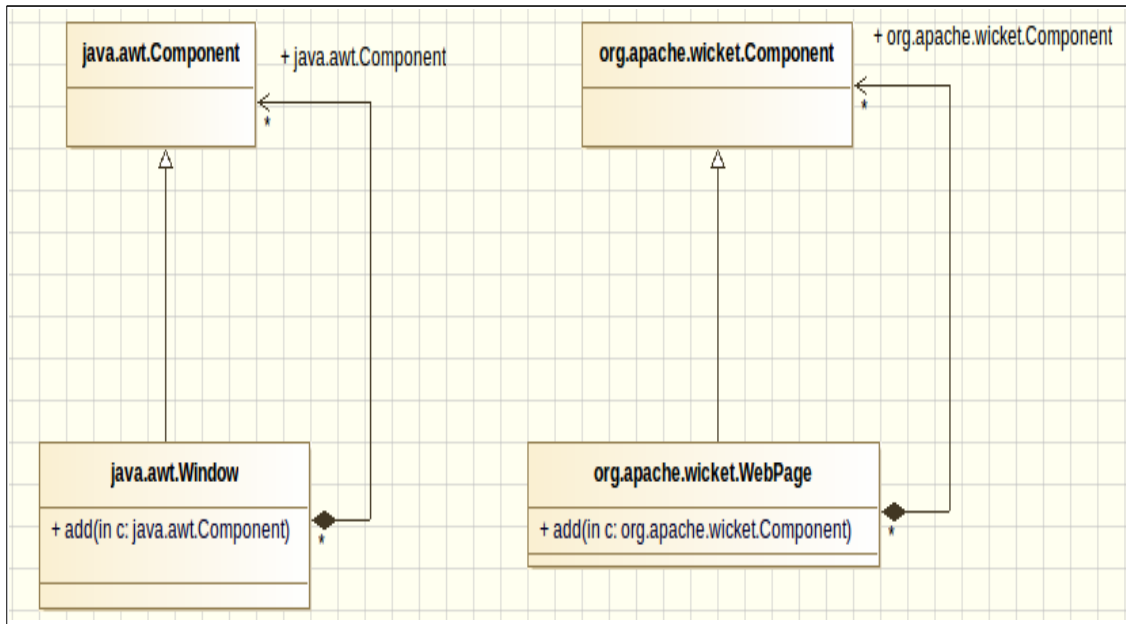 java.awt.Component
+ java.awt.Component
*
org.apache.wicket.Component
+ org.apache.wicket.Component
*
java.awt.Window
+ add(in c: java.awt.Component)
*
org.apache.wicket.WebPage
+ add(in c: org.apache.wicket.Component)
*